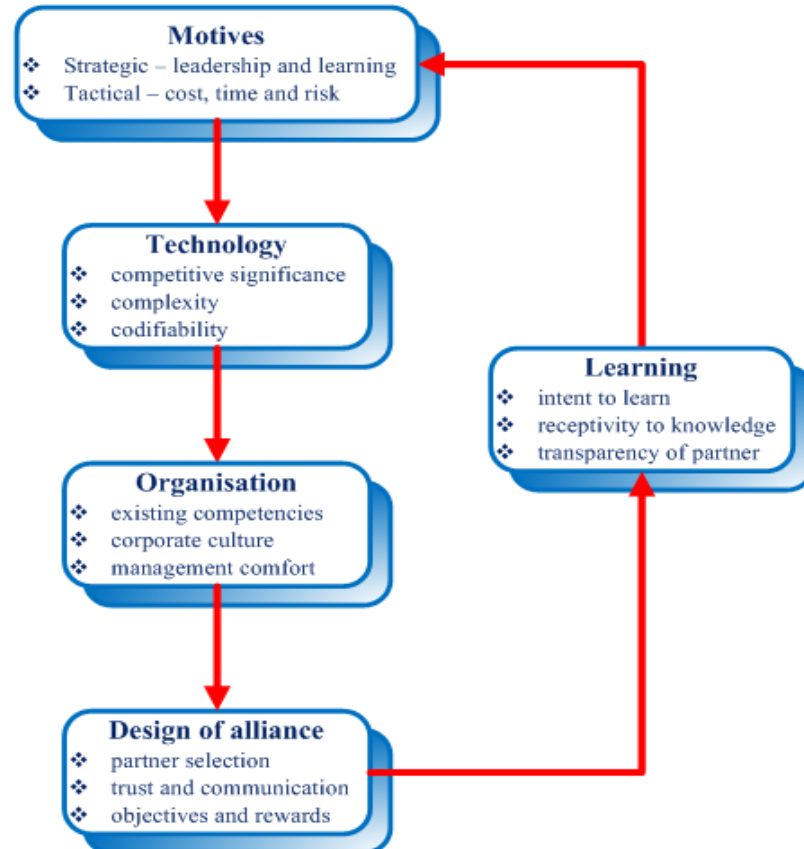 Motives
❖ Strategic – leadership and learning
❖ Tactical – cost, time and risk
Technology
❖ competitive significance
❖ complexity
❖ codifiability
Organisation
❖ existing competencies
❖ corporate culture
❖ management comfort
Design of alliance
❖ partner selection
❖ trust and communication
❖ objectives and rewards
Learning
❖ intent to learn
❖ receptivity to knowledge
❖ transparency of partner